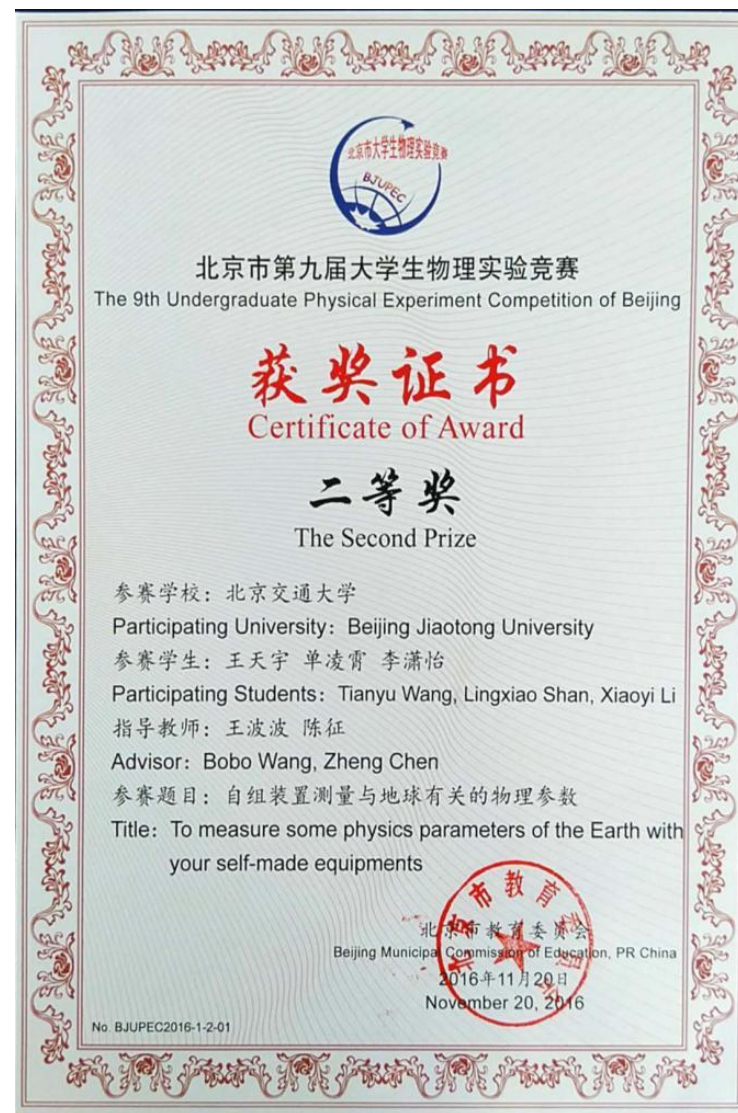 北京市大学生物理实验竞赛
BJUPEC
北京市第九届大学生物理实验竞赛
The 9th Undergraduate Physical Experiment Competition of Beijing
获奖证书
Certificate of Award
二等奖
The Second Prize
参赛学校：北京交通大学
Participating University：Beijing Jiaotong University
参赛学生：王天宇 单凌霄 李潇怡
Participating Students：Tianyu Wang, Lingxiao Shan, Xiaoyi Li
指导教师：王波波 陈征
Advisor：Bobo Wang, Zheng Chen
参赛题目：自组装置测量与地球有关的物理参数
Title：To measure some physics parameters of the Earth with
your self-made equipments
北京市教育委员会
北京市教育委员会
Beijing Municipal Commission of Education, PR China
2016年11月20日
November 20, 2016
No. BJUPEC2016-1-2-01